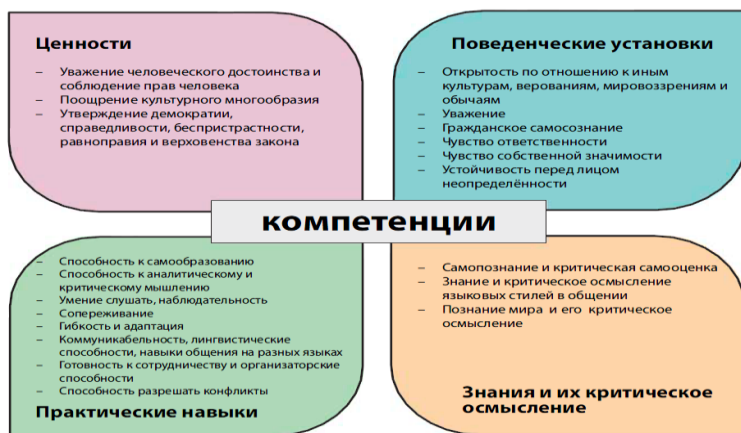 Ценности
– Уважение человеческого достоинства и
соблюдение прав человека
– Поощрение культурного многообразия
– Утверждение демократии,
справедливости, беспристрастности,
равноправия и верховенства закона
Поведенческие установки
– Открытость по отношению к иным
культурам, верованиям, мировоззрениям и
обычаям
– Уважение
– Гражданское самосознание
– Чувство ответственности
– Чувство собственной значимости
– Устойчивость перед лицом
неопределённости
компетенции
– Способность к самообразованию
– Способность к аналитическому и
критическому мышлению
– Умение слушать, наблюдательность
– Сопереживание
– Гибкость и адаптация
– Коммуникабельность, лингвистические
способности, навыки общения на разных языках
– Готовность к сотрудничеству и организаторские
способности
– Способность разрешать конфликты
Практические навыки
– Самопознание и критическая самооценка
– Знание и критическое осмысление
языковых стилей в общении
– Познание мира и его критическое
осмысление
Знания и их критическое
осмысление